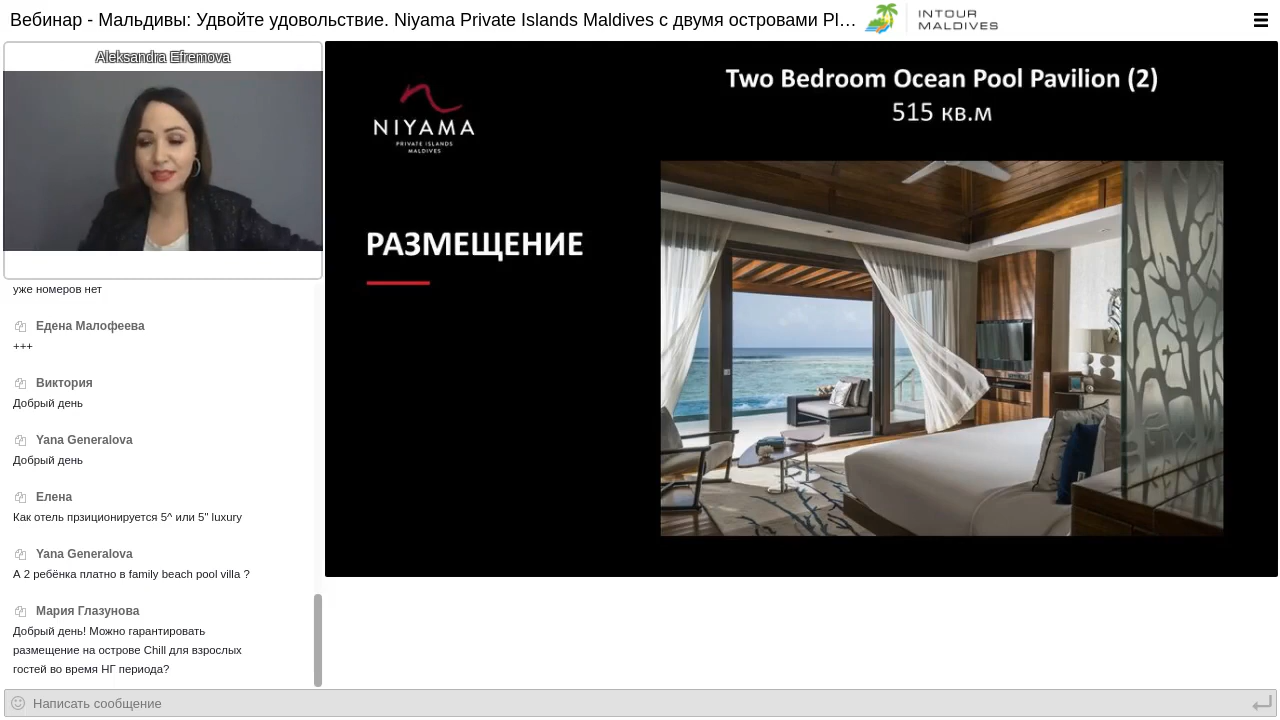 Вебинар - Мальдивы: Удвойте удовольствие. Niyama Private Islands Maldives с двумя островами Pl...
INTOUR
MALDIVES
Aleksandra Efremova
NIYAMA
PRIVATE ISLANDS
MALDIVES
Two Bedroom Ocean Pool Pavilion (2)
515 кв.м
РАЗМЕЩЕНИЕ
уже номеров нет
Едена Малофеева
+++
Виктория
Добрый день
Yana Generalova
Добрый день
Елена
Как отель прзиционируется 5^ или 5" luxury
Yana Generalova
А 2 ребёнка платно в family beach pool villa ?
Мария Глазунова
Добрый день! Можно гарантировать
размещение на острове Chill для взрослых
гостей во время НГ периода?
Написать сообщение